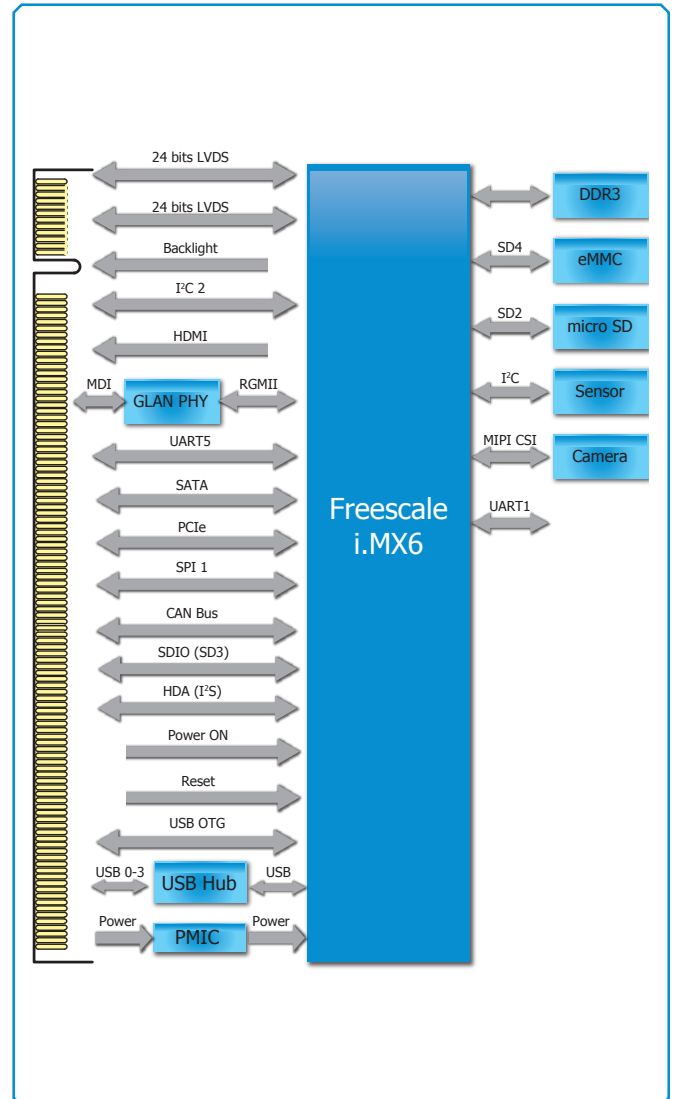 24 bits LVDS
24 bits LVDS
Backlight
I²C 2
HDMI
MDI
GLAN PHY
RGMII
UART5
SATA
PCIe
SPI 1
CAN Bus
SDIO (SD3)
HDA (I²S)
Power ON
Reset
USB OTG
USB 0-3
USB Hub
USB
Power
PMIC
Power
Freescale
i.MX6
DDR3
SD4
eMMC
SD2
micro SD
I²C
Sensor
MIPI CSI
Camera
UART1